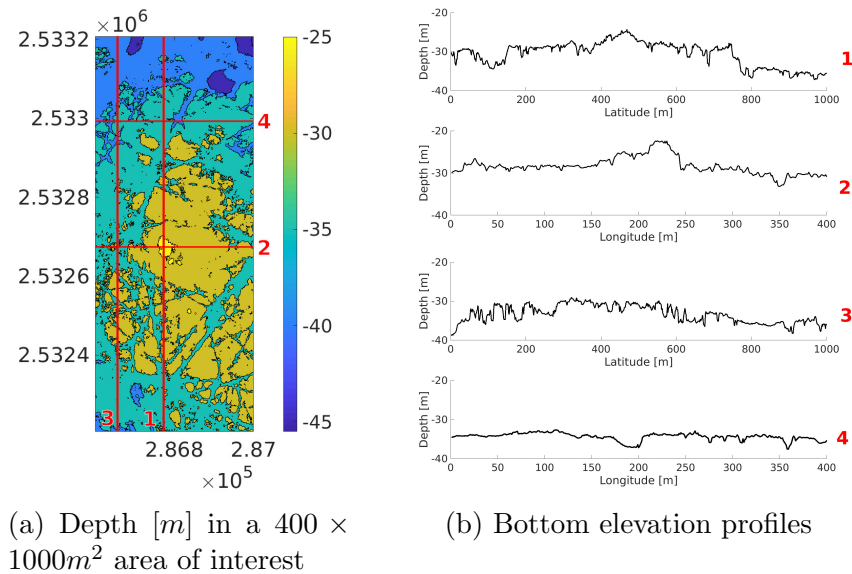 ×10⁶
2.5332
2.533
2.5328
2.5326
2.5324
2.868 2.87
×10⁵
4
2
3 1
-25
-30
-35
-40
-45
(a) Depth [m] in a 400 ×
1000m² area of interest
-20
-30
-40
Depth [m]
0 200 400 600 800 1000
Latitude [m]
1
-20
-30
-40
Depth [m]
0 50 100 150 200 250 300 350 400
Longitude [m]
2
-20
-30
-40
Depth [m]
0 200 400 600 800 1000
Latitude [m]
3
-20
-30
-40
Depth [m]
0 50 100 150 200 250 300 350 400
Longitude [m]
4
(b) Bottom elevation profiles